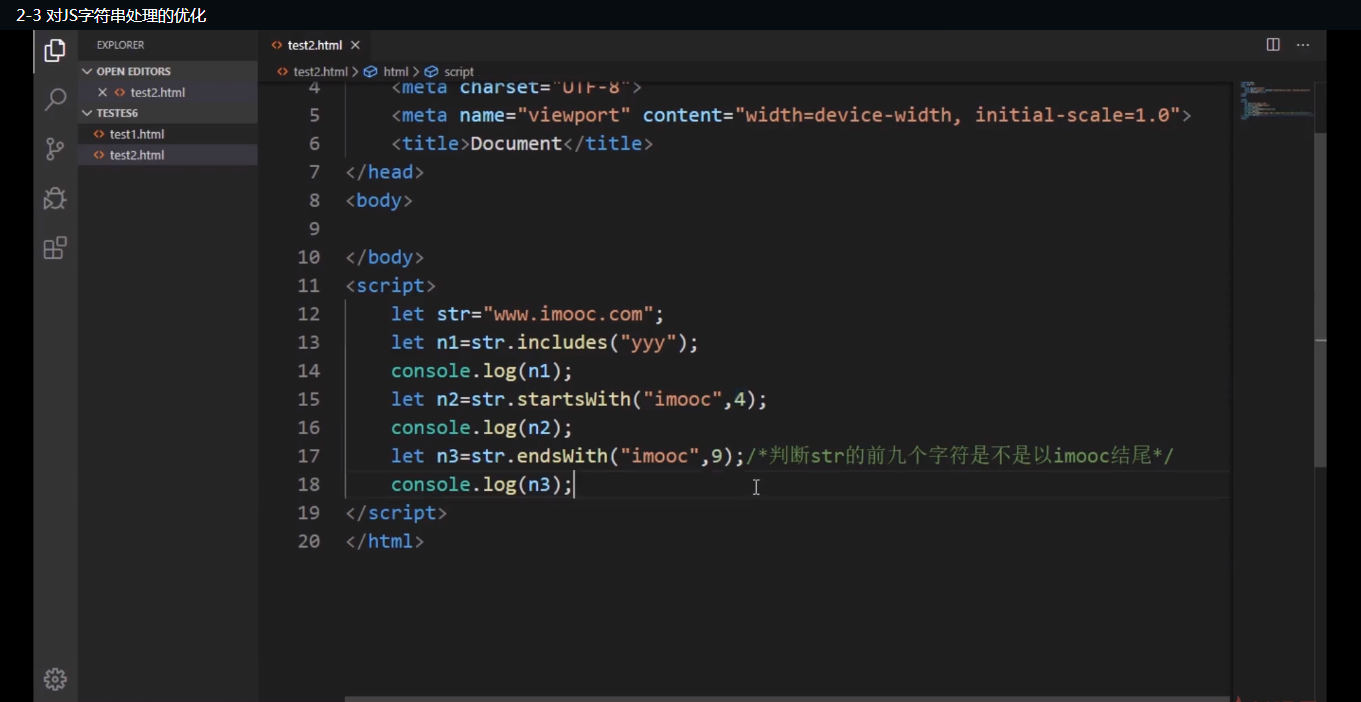 2-3 对JS字符串处理的优化
EXPLORER
OPEN EDITORS
test2.html
TESTES6
test1.html
test2.html
test2.html
test2.html > html > script
4 <meta charset="UTF-8">
5 <meta name="viewport" content="width=device-width, initial-scale=1.0">
6 <title>Document</title>
7 </head>
8 <body>
9
10 </body>
11 <script>
12 let str="www.imooc.com";
13 let n1=str.includes("yyy");
14 console.log(n1);
15 let n2=str.startsWith("imooc",4);
16 console.log(n2);
17 let n3=str.endsWith("imooc",9);/*判断str的前九个字符是不是以imooc结尾*/
18 console.log(n3);
19 </script>
20 </html>